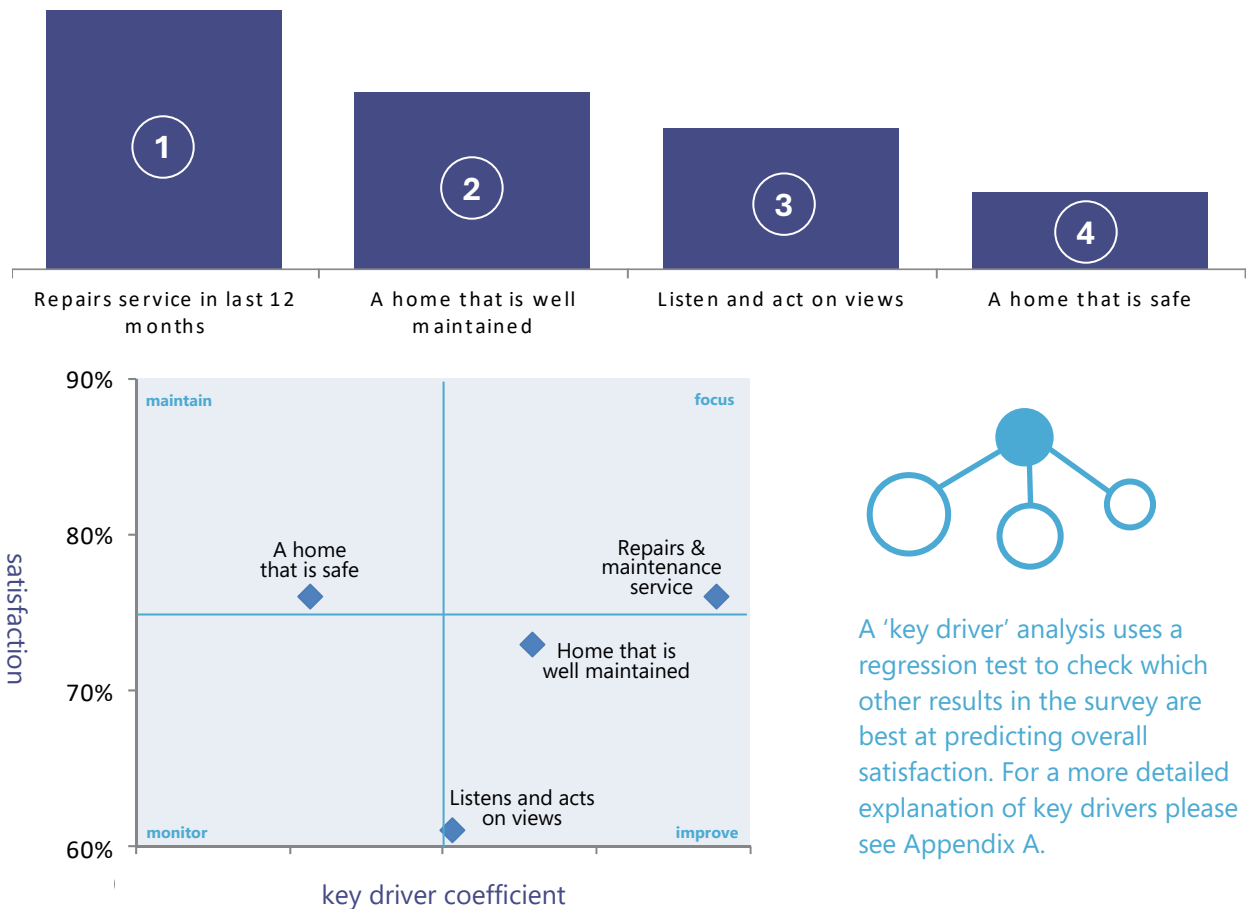 1
2
3
4
Repairs service in last 12
months
A home that is well
maintained
Listen and act on views
A home that is safe
90%
80%
70%
60%
satisfaction
maintain
focus
monitor
improve
A home
that is safe
Repairs &
maintenance
service
Home that is
well maintained
Listens and acts
on views
key driver coefficient
A ‘key driver’ analysis uses a
regression test to check which
other results in the survey are
best at predicting overall
satisfaction. For a more detailed
explanation of key drivers please
see Appendix A.